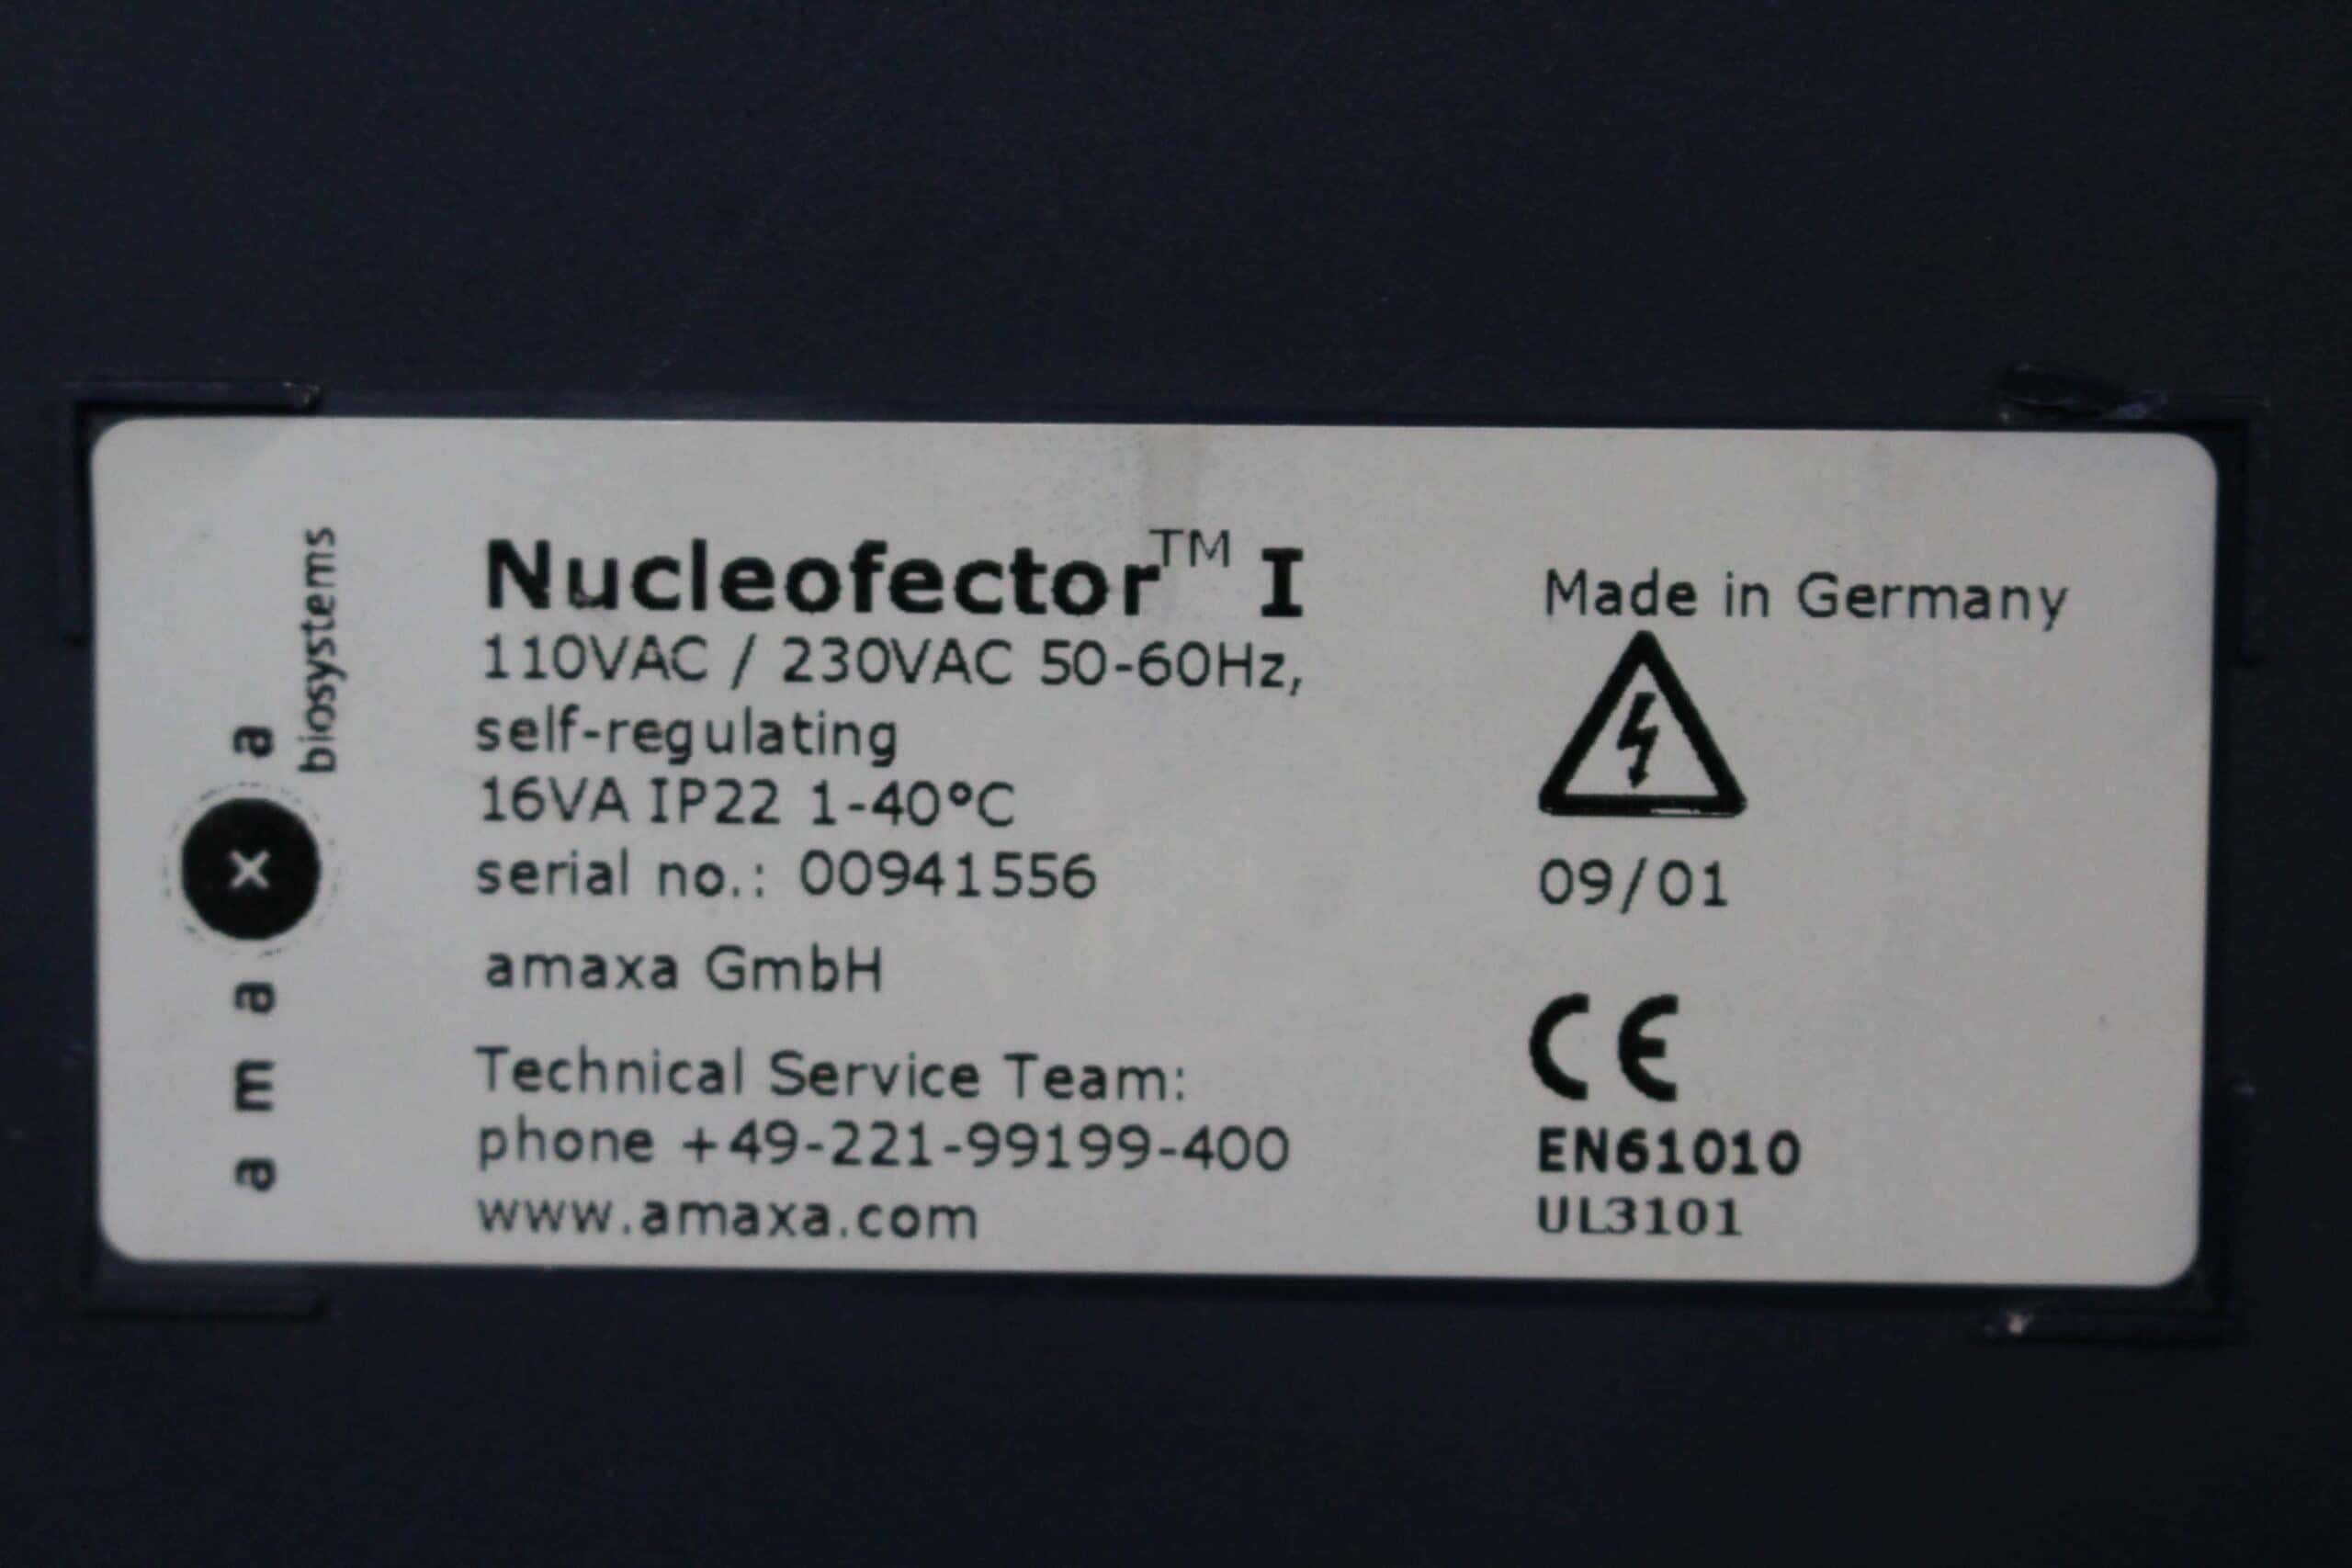 amaxa
biosystems
Nucleofector™ I
110VAC / 230VAC 50-60Hz,
self-regulating
16VA IP22 1-40°C
serial no.: 00941556
amaxa GmbH
Technical Service Team:
phone +49-221-99199-400
www.amaxa.com
Made in Germany
09/01
CE
EN61010
UL3101